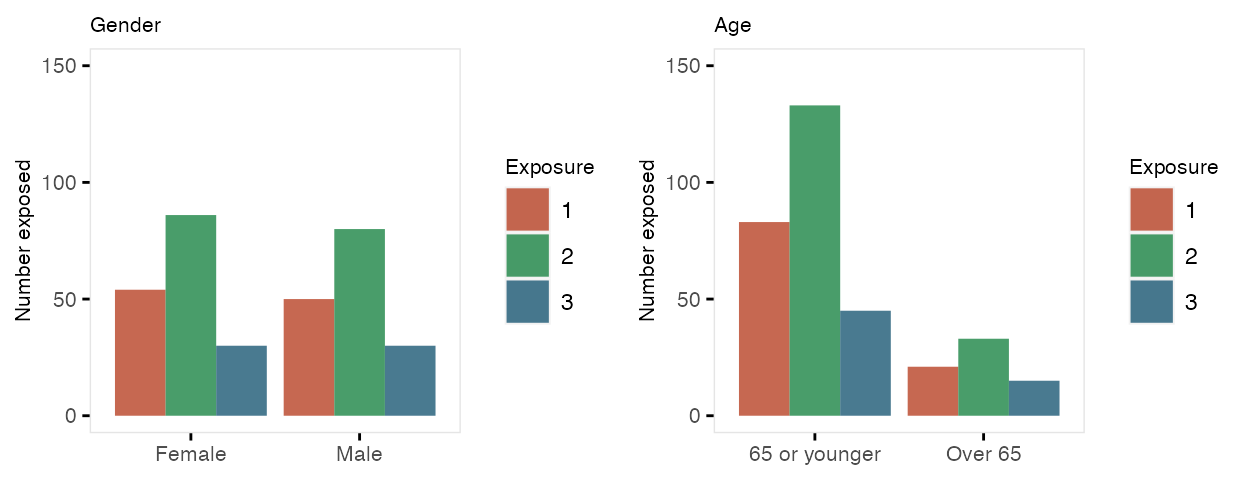 Gender
150
100
50
0
Number exposed
Female Male
Exposure
1
2
3
Age
150
100
50
0
Number exposed
65 or younger Over 65
Exposure
1
2
3